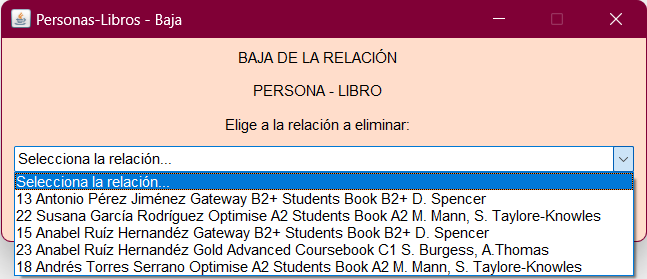 Personas-Libros - Baja
BAJA DE LA RELACIÓN
PERSONA - LIBRO
Elige a la relación a eliminar:
Selecciona la relación...
Selecciona la relación...
13 Antonio Pérez Jiménez Gateway B2+ Students Book B2+ D. Spencer
22 Susana García Rodríguez Optimise A2 Students Book A2 M. Mann, S. Taylore-Knowles
15 Anabel Ruíz Hernandéz Gateway B2+ Students Book B2+ D. Spencer
23 Anabel Ruíz Hernandéz Gold Advanced Coursebook C1 S. Burgess, A.Thomas
18 Andrés Torres Serrano Optimise A2 Students Book A2 M. Mann, S. Taylore-Knowles